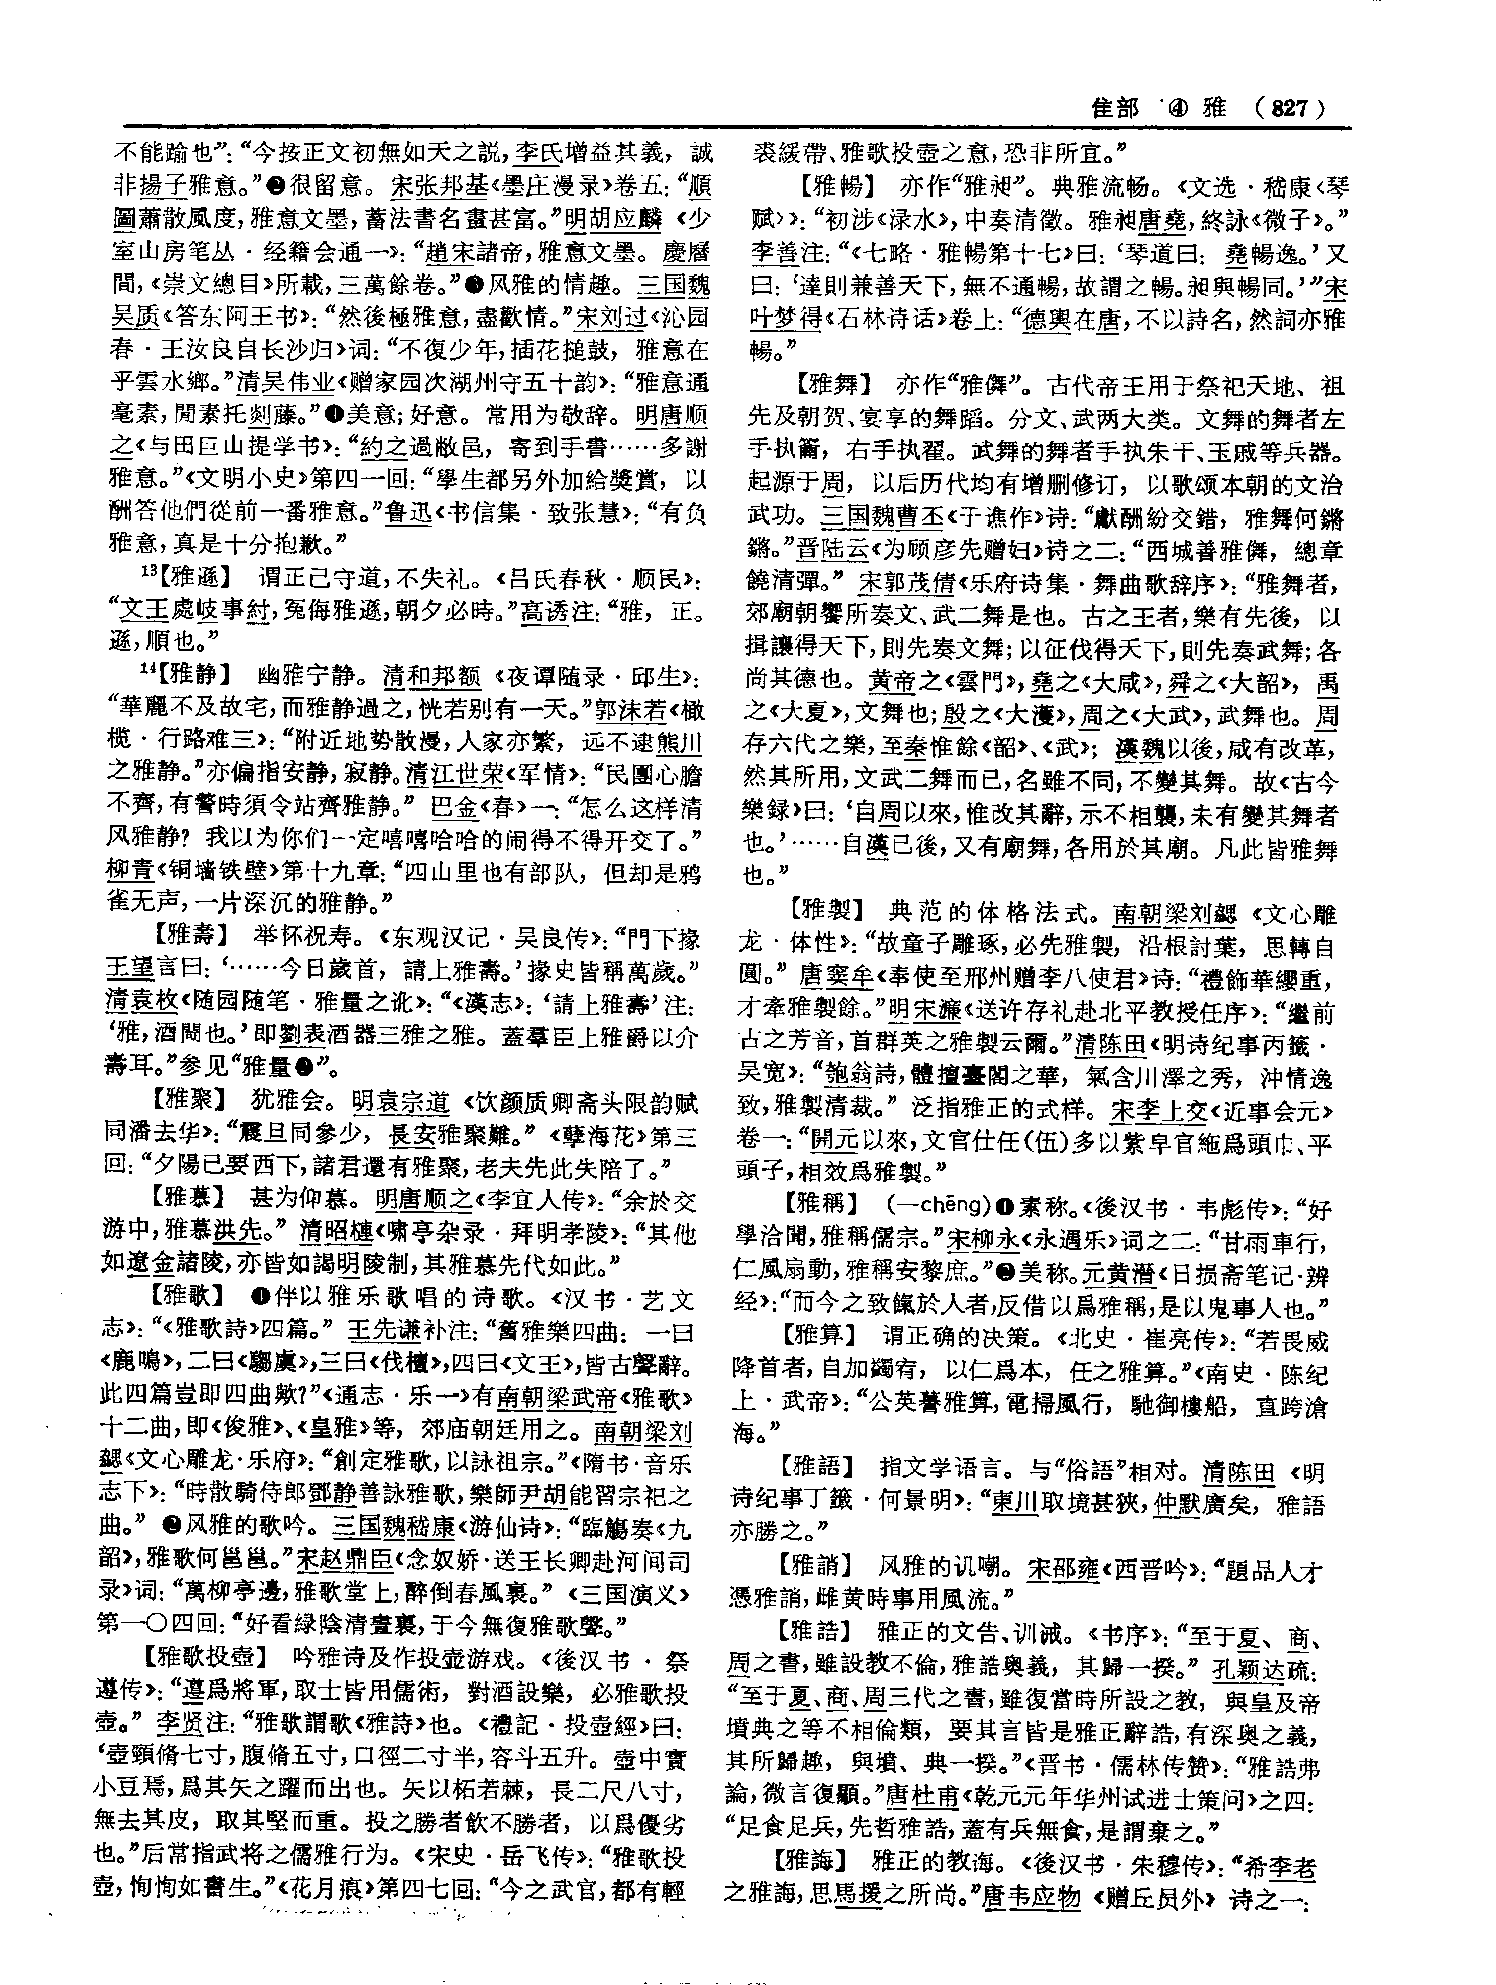 隹部 ④ 雅 （827）
不能踰也”：“今按正文初無如天之説，李氏增益其義，誠
非揚子雅意。”❷很留意。宋张邦基《墨庄漫录》卷五：“順
圖蕭散風度，雅意文墨，蓄法書名畫甚富。”明胡应麟《少
室山房笔丛·经籍会通一》：“趙宋諸帝，雅意文墨。慶曆
間，《崇文總目》所載，三萬餘卷。”❸风雅的情趣。三国魏
吴质《答东阿王书》：“然後極雅意，盡歡情。”宋刘过《沁园
春·王汝良自长沙归》词：“不復少年，插花搥鼓，雅意在
乎雲水鄉。”清吴伟业《赠家园次湖州守五十韵》：“雅意通
毫素，閒素托剡藤。”❹美意；好意。常用为敬辞。明唐顺
之《与田巨山提学书》：“約之過敝邑，寄到手書……多謝
雅意。”《文明小史》第四一回：“學生都另外加給獎賞，以
酬答他們從前一番雅意。”鲁迅《书信集·致张慧》：“有负
雅意，真是十分抱歉。”
13【雅遜】 谓正己守道，不失礼。《吕氏春秋·顺民》：
“文王處岐事紂，冤侮雅遜，朝夕必時。”高诱注：“雅，正。
遜，順也。”
14【雅静】 幽雅宁静。清和邦额《夜谭随录·邱生》：
“華麗不及故宅，而雅静過之，恍若别有一天。”郭沫若《橄
榄·行路难三》：“附近地势散漫，人家亦繁，远不逮熊川
之雅静。”亦偏指安静，寂静。清江世荣《军情》：“民團心膽
不齊，有警時須令站齊雅静。”巴金《春》一：“怎么这样清
风雅静？我以为你们一定嘻嘻哈哈的闹得不得开交了。”
柳青《铜墙铁壁》第十九章：“四山里也有部队，但却是鸦
雀无声，一片深沉的雅静。”
【雅壽】 举怀祝寿。《东观汉记·吴良传》：“門下掾
王望言曰：‘……今日歲首，請上雅壽。’掾史皆稱萬歲。”
清袁枚《随园随笔·雅量之讹》：“《漢志》：‘請上雅壽’注：
‘雅，酒閜也。’即劉表酒器三雅之雅。蓋羣臣上雅爵以介
壽耳。”参见“雅量❸”。
【雅聚】 犹雅会。明袁宗道《饮颜质卿斋头限韵赋
同潘去华》：“震旦同參少，長安雅聚難。”《孽海花》第三
回：“夕陽已要西下，諸君還有雅聚，老夫先此失陪了。”
【雅慕】 甚为仰慕。明唐顺之《李宜人传》：“余於交
游中，雅慕洪先。”清昭槤《啸亭杂录·拜明孝陵》：“其他
如遼金諸陵，亦皆如謁明陵制，其雅慕先代如此。”
【雅歌】 ❶伴以雅乐歌唱的诗歌。《汉书·艺文
志》：“《雅歌詩》四篇。”王先谦补注：“舊雅樂四曲：一曰
《鹿鳴》，二曰《騶虞》，三曰《伐檀》，四曰《文王》，皆古聲辭。
此四篇豈即四曲歟？”《通志·乐一》有南朝梁武帝《雅歌》
十二曲，即《俊雅》、《皇雅》等，郊庙朝廷用之。南朝梁刘
勰《文心雕龙·乐府》：“創定雅歌，以詠祖宗。”《隋书·音乐
志下》：“時散騎侍郎鄧静善詠雅歌，樂師尹胡能習宗祀之
曲。”❷风雅的歌吟。三国魏嵇康《游仙诗》：“臨觴奏《九
韶》，雅歌何邕邕。”宋赵鼎臣《念奴娇·送王长卿赴河间司
录》词：“萬柳亭邊，雅歌堂上，醉倒春風裏。”《三国演义》
第一〇四回：“好看緑陰清晝裏，于今無復雅歌聲。”
【雅歌投壺】 吟雅诗及作投壶游戏。《後汉书·祭
遵传》：“遵爲將軍，取士皆用儒術，對酒設樂，必雅歌投
壺。”李贤注：“雅歌謂歌《雅詩》也。《禮記·投壺經》曰：
‘壺頸脩七寸，腹脩五寸，口徑二寸半，容斗五升。壺中實
小豆焉，爲其矢之躍而出也。矢以柘若棘，長二尺八寸，
無去其皮，取其堅而重。投之勝者飲不勝者，以爲優劣
也。”后常指武将之儒雅行为。《宋史·岳飞传》：“雅歌投
壺，恂恂如書生。”《花月痕》第四七回：“今之武官，都有輕
裘緩帶、雅歌投壺之意，恐非所宜。”
【雅暢】 亦作“雅昶”。典雅流畅。《文选·嵇康〈琴
赋〉》：“初涉《渌水》，中奏清徵。雅昶唐堯，終詠《微子》。”
李善注：“《七略·雅暢第十七》曰：‘琴道曰：堯暢逸。’又
曰：‘達則兼善天下，無不通暢，故謂之暢。昶與暢同。’”宋
叶梦得《石林诗话》卷上：“德輿在唐，不以詩名，然詞亦雅
暢。”
【雅舞】 亦作“雅儛”。古代帝王用于祭祀天地、祖
先及朝贺、宴享的舞蹈。分文、武两大类。文舞的舞者左
手执籥，右手执翟。武舞的舞者手执朱干、玉戚等兵器。
起源于周，以后历代均有增删修订，以歌颂本朝的文治
武功。三国魏曹丕《于谯作》诗：“獻酬紛交錯，雅舞何鏘
鏘。”晋陆云《为顾彦先赠妇》诗之二：“西城善雅儛，總章
饒清彈。”宋郭茂倩《乐府诗集·舞曲歌辞序》：“雅舞者，
郊廟朝饗所奏文、武二舞是也。古之王者，樂有先後，以
揖讓得天下，則先奏文舞；以征伐得天下，則先奏武舞；各
尚其德也。黄帝之《雲門》，堯之《大咸》，舜之《大韶》，禹
之《大夏》，文舞也；殷之《大濩》，周之《大武》，武舞也。周
存六代之樂，至秦惟餘《韶》、《武》；漢魏以後，咸有改革，
然其所用，文武二舞而已，名雖不同，不變其舞。故《古今
樂録》曰：‘自周以來，惟改其辭，示不相襲，未有變其舞者
也。’……自漢已後，又有廟舞，各用於其廟。凡此皆雅舞
也。”
【雅製】 典范的体格法式。南朝梁刘勰《文心雕
龙·体性》：“故童子雕琢，必先雅製，沿根討葉，思轉自
圓。”唐窦牟《奉使至邢州赠李八使君》诗：“禮飾華纓重，
才牽雅製餘。”明宋濂《送许存礼赴北平教授任序》：“繼前
古之芳音，首群英之雅製云爾。”清陈田《明诗纪事丙籤·
吴宽》：“匏翁詩，體擅臺閣之華，氣含川澤之秀，沖情逸
致，雅製清裁。”泛指雅正的式样。宋李上交《近事会元》
卷一：“開元以來，文官仕任（伍）多以紫皁官絁爲頭巾、平
頭子，相效爲雅製。”
【雅稱】 （—chēng）❶素称。《後汉书·韦彪传》：“好
學洽聞，雅稱儒宗。”宋柳永《永遇乐》词之二：“甘雨車行，
仁風扇動，雅稱安黎庶。”❷美称。元黄溍《日损斋笔记·辨
经》：“而今之致餼於人者，反借以爲雅稱，是以鬼事人也。”
【雅算】 谓正确的决策。《北史·崔亮传》：“若畏威
降首者，自加蠲宥，以仁爲本，任之雅算。”《南史·陈纪
上·武帝》：“公英謩雅算，電掃風行，馳御樓船，直跨滄
海。”
【雅語】 指文学语言。与“俗語”相对。清陈田《明
诗纪事丁籤·何景明》：“東川取境甚狹，仲默廣矣，雅語
亦勝之。”
【雅誚】 风雅的讥嘲。宋邵雍《西晋吟》：“題品人才
憑雅誚，雌黄時事用風流。”
【雅誥】 雅正的文告、训诫。《书序》：“至于夏、商、
周之書，雖設教不倫，雅誥奥義，其歸一揆。”孔颖达疏：
“至于夏、商、周三代之書，雖復當時所設之教，與皇及帝
墳典之等不相倫類，要其言皆是雅正辭誥，有深奥之義，
其所歸趣，與墳、典一揆。”《晋书·儒林传赞》：“雅誥弗
論，微言復顯。”唐杜甫《乾元元年华州试进士策问》之四：
“足食足兵，先哲雅誥，蓋有兵無食，是謂棄之。”
【雅誨】 雅正的教诲。《後汉书·朱穆传》：“希李老
之雅誨，思馬援之所尚。”唐韦应物《赠丘员外》诗之一：